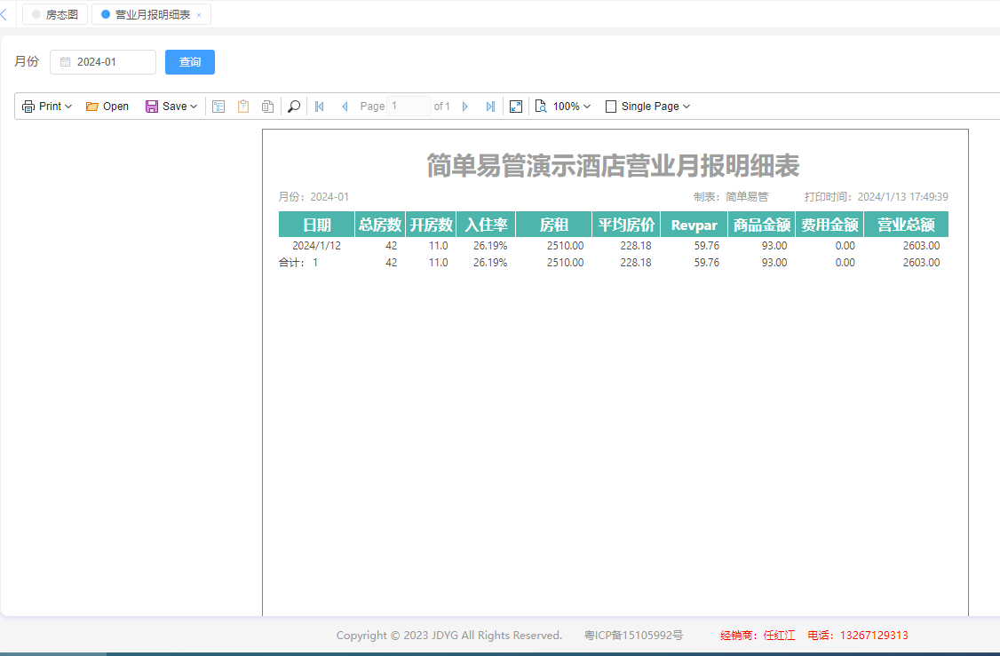 房态图 营业月报明细表 ×
月份 2024-01 查询
Print Open Save Page 1 of 1 100% Single Page
简单易管演示酒店营业月报明细表
月份：2024-01 制表：简单易管 打印时间：2024/1/13 17:49:39
日期 总房数 开房数 入住率 房租 平均房价 Revpar 商品金额 费用金额 营业总额
2024/1/12 42 11.0 26.19% 2510.00 228.18 59.76 93.00 0.00 2603.00
合计： 1 42 11.0 26.19% 2510.00 228.18 59.76 93.00 0.00 2603.00
Copyright © 2023 JDYG All Rights Reserved. 粤ICP备15105992号 经销商：任红江 电话：13267129313